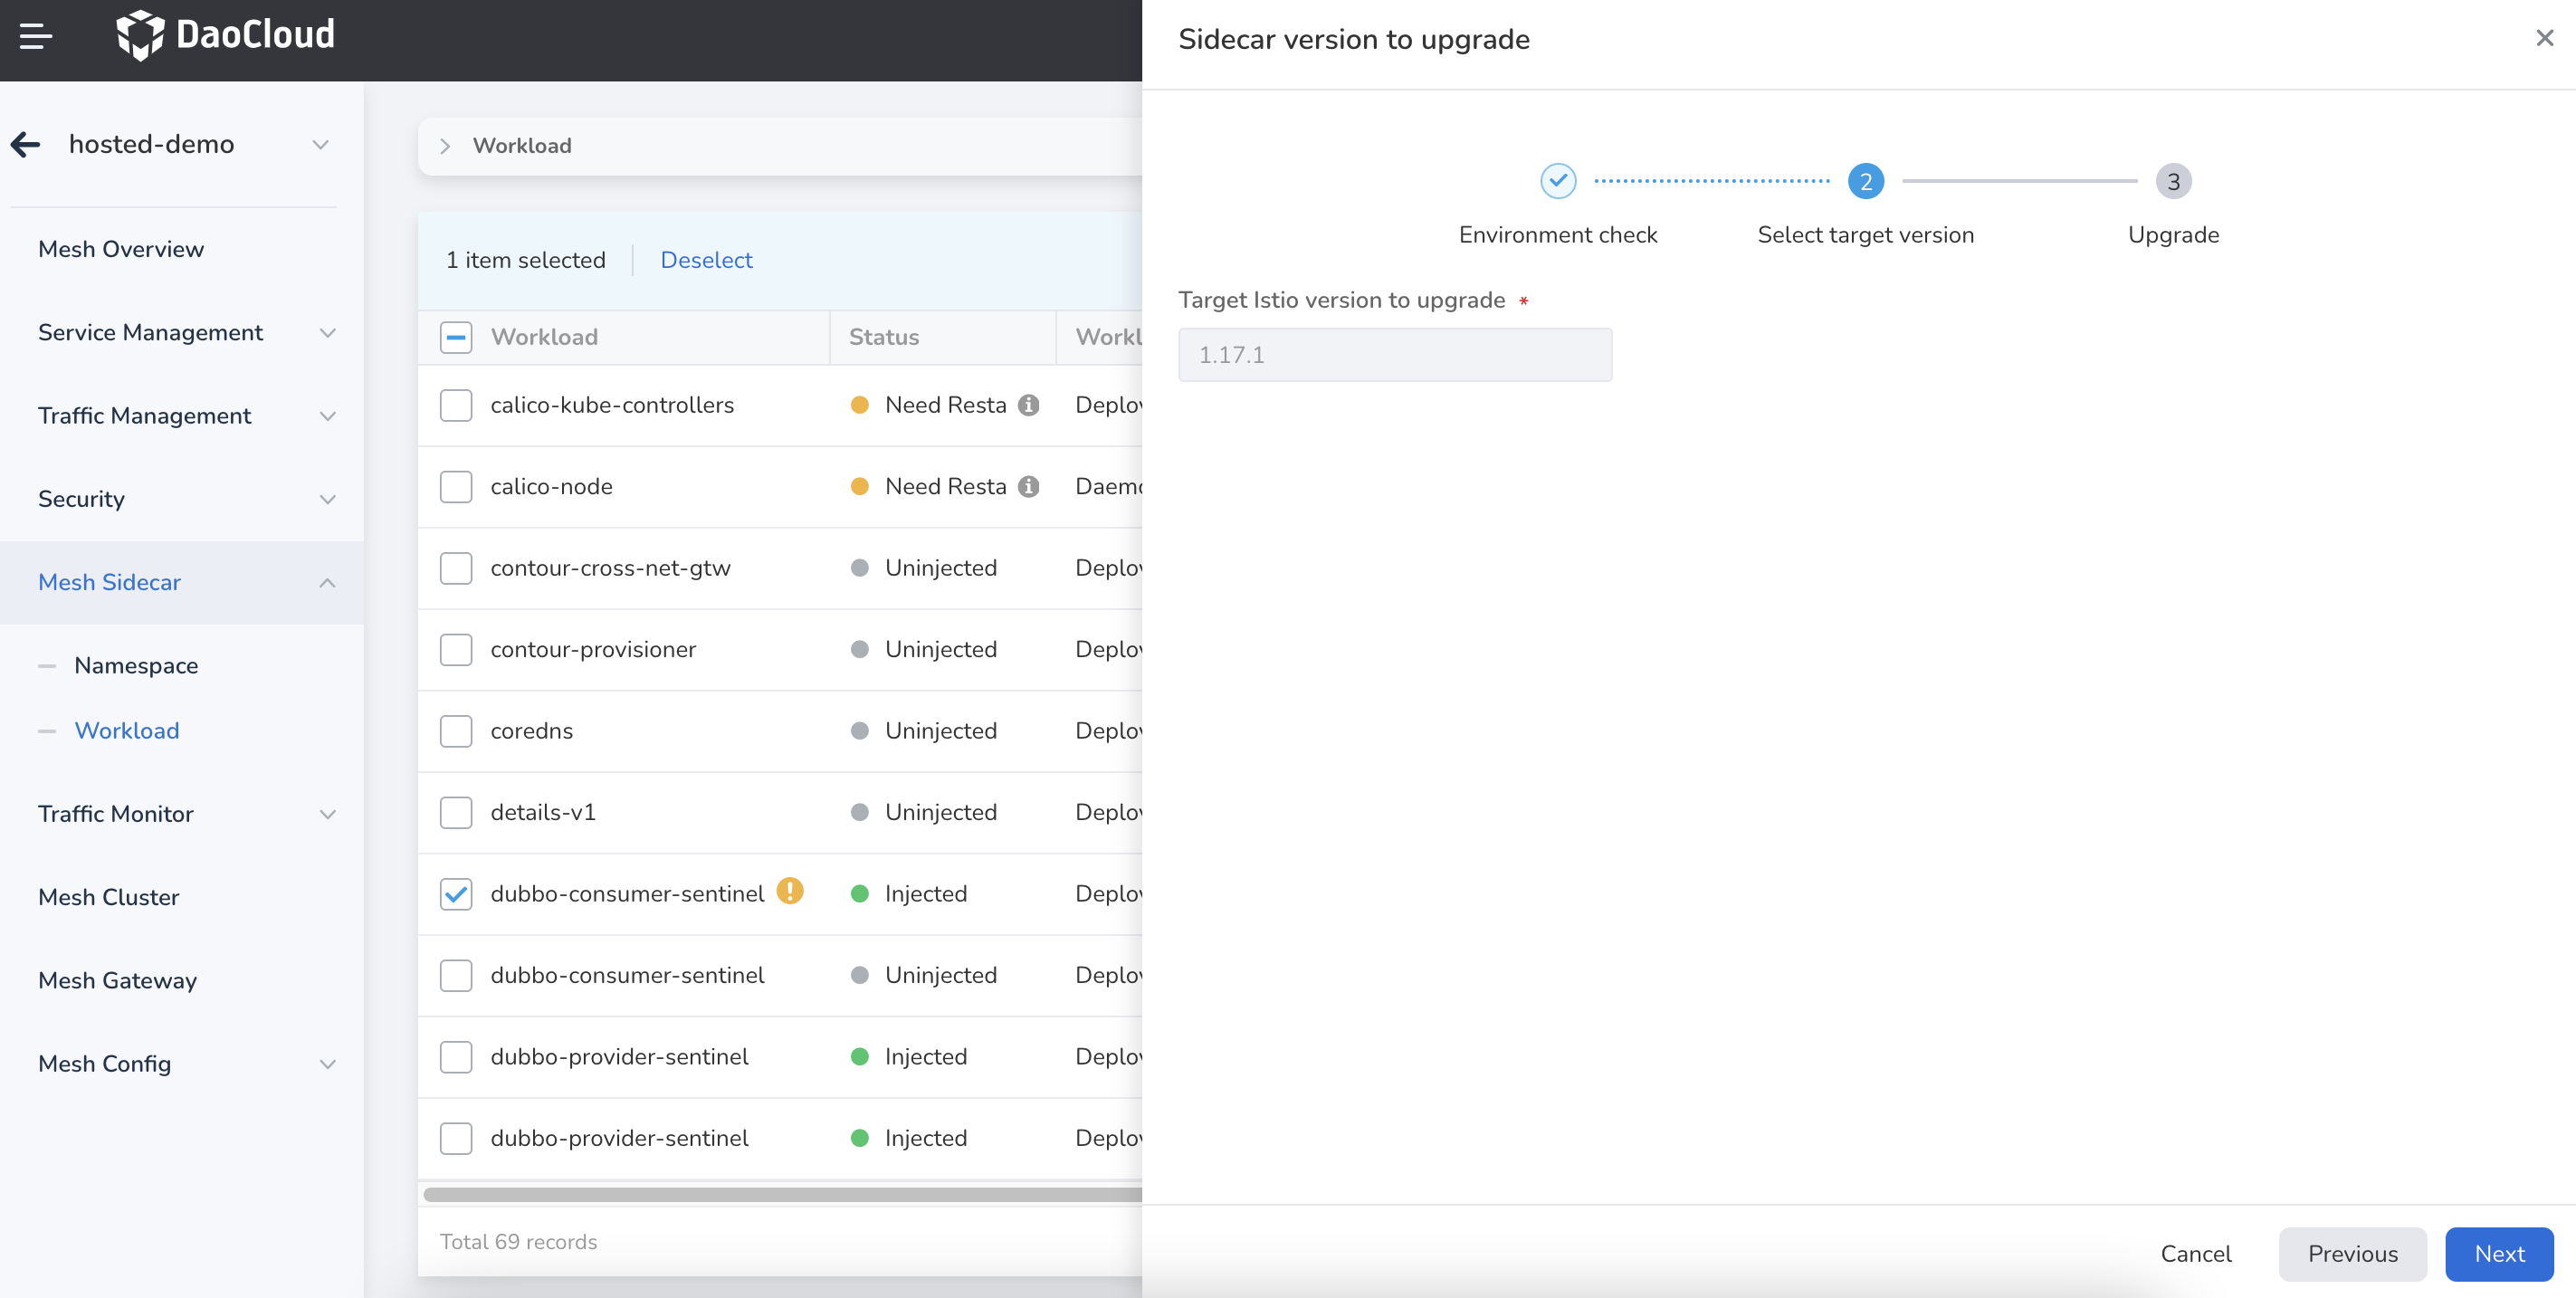 DaoCloud
hosted-demo
Mesh Overview
Service Management
Traffic Management
Security
Mesh Sidecar
Namespace
Workload
Traffic Monitor
Mesh Cluster
Mesh Gateway
Mesh Config
Workload
1 item selected
Deselect
Workload Status Workl
calico-kube-controllers Need Resta Deplo
calico-node Need Resta Daemo
contour-cross-net-gtw Uninjected Deplo
contour-provisioner Uninjected Deplo
coredns Uninjected Deplo
details-v1 Uninjected Deplo
dubbo-consumer-sentinel Injected Deplo
dubbo-consumer-sentinel Uninjected Deplo
dubbo-provider-sentinel Injected Deplo
dubbo-provider-sentinel Injected Deplo
Total 69 records
Sidecar version to upgrade
2 3
Environment check Select target version Upgrade
Target Istio version to upgrade *
1.17.1
Cancel Previous Next